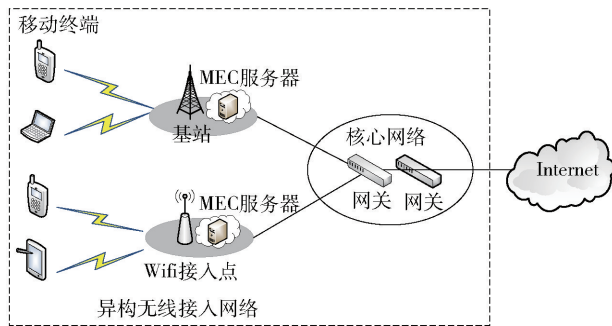 移动终端
MEC服务器
基站
核心网络
网关
网关
Internet
MEC服务器
Wifi接入点
异构无线接入网络